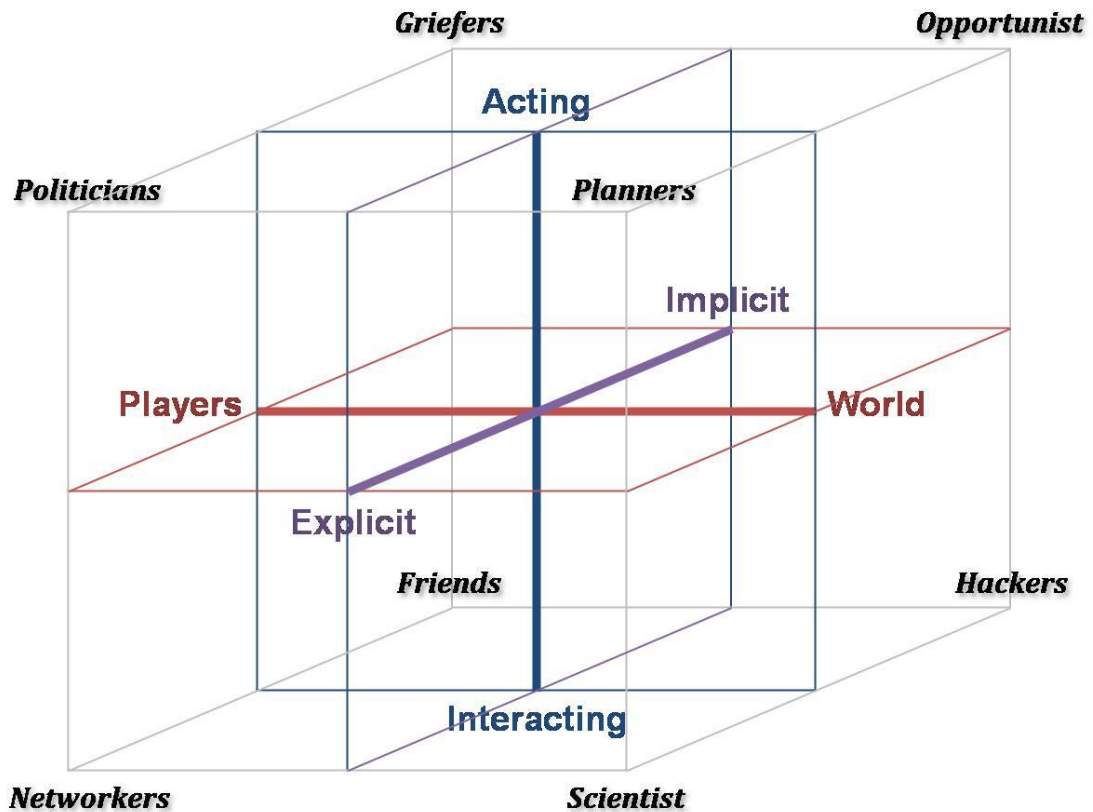 Griefers
Opportunist
Acting
Politicians
Planners
Implicit
Players
World
Explicit
Friends
Hackers
Interacting
Networkers
Scientist